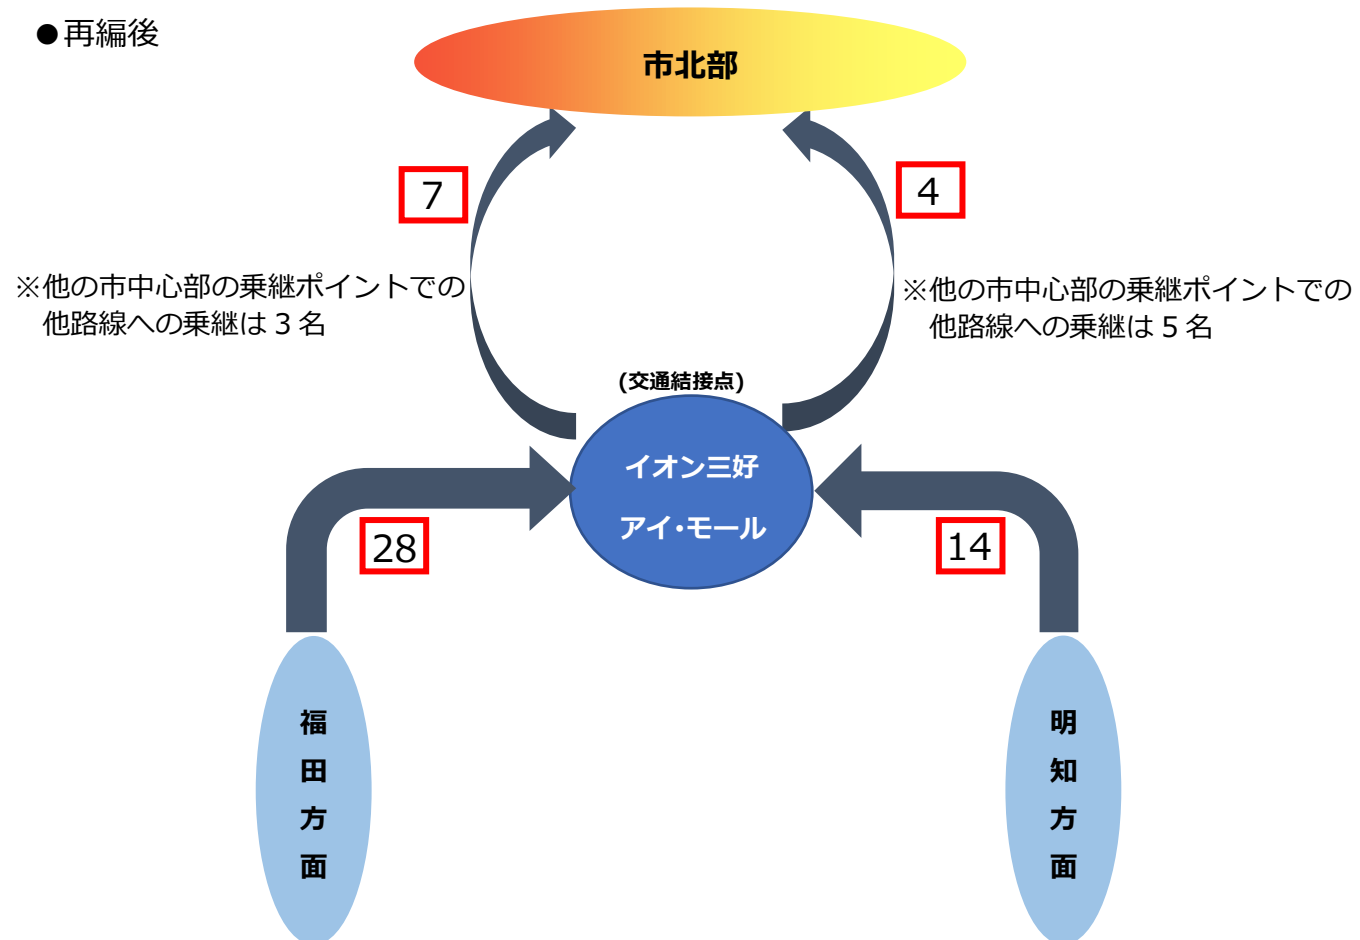 ●再編後
市北部
7
4
※他の市中心部の乗継ポイントでの
他路線への乗継は3名
※他の市中心部の乗継ポイントでの
他路線への乗継は5名
(交通結接点)
イオン三好
アイ・モール
28
14
福田方面
明知方面